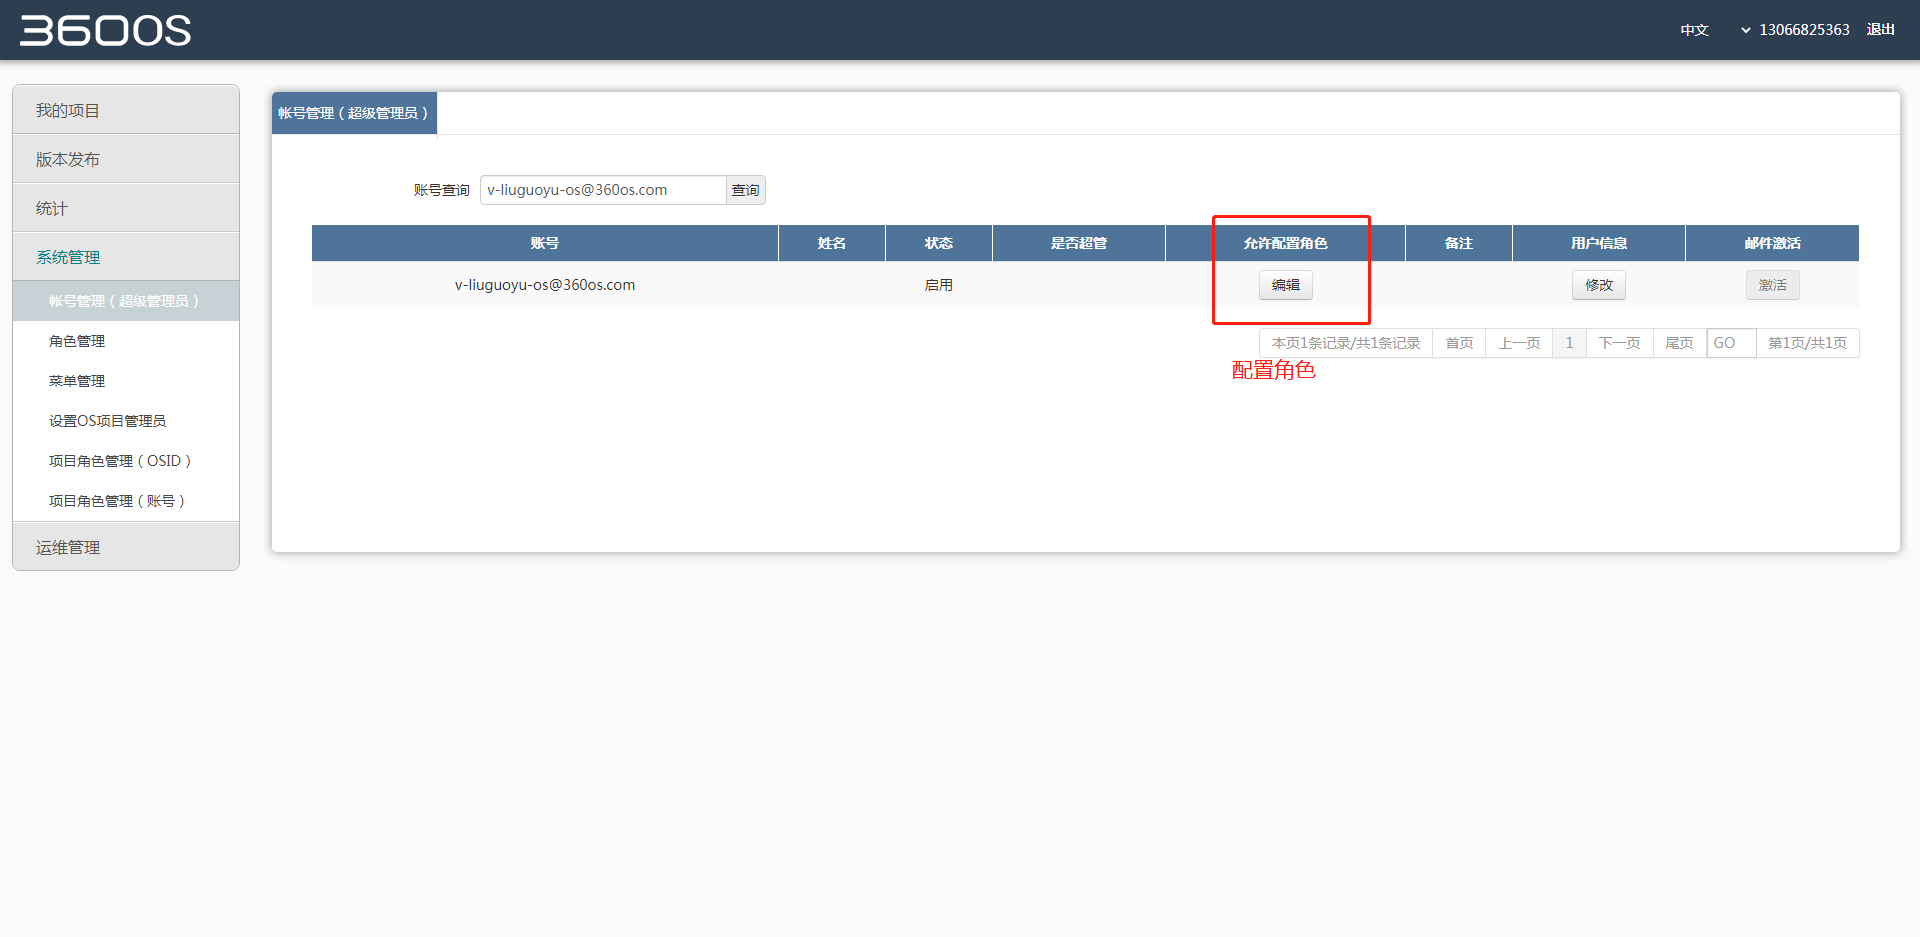 360OS
中文 13066825363 退出
我的项目
版本发布
统计
系统管理
帐号管理（超级管理员）
角色管理
菜单管理
设置OS项目管理员
项目角色管理（OSID）
项目角色管理（账号）
运维管理
帐号管理（超级管理员）
账号查询 v-liuguoyu-os@360os.com 查询
账号 姓名 状态 是否超管 允许配置角色 备注 用户信息 邮件激活
v-liuguoyu-os@360os.com 启用 编辑 修改 激活
本页1条记录/共1条记录 首页 上一页 1 下一页 尾页 GO 第1页/共1页
配置角色